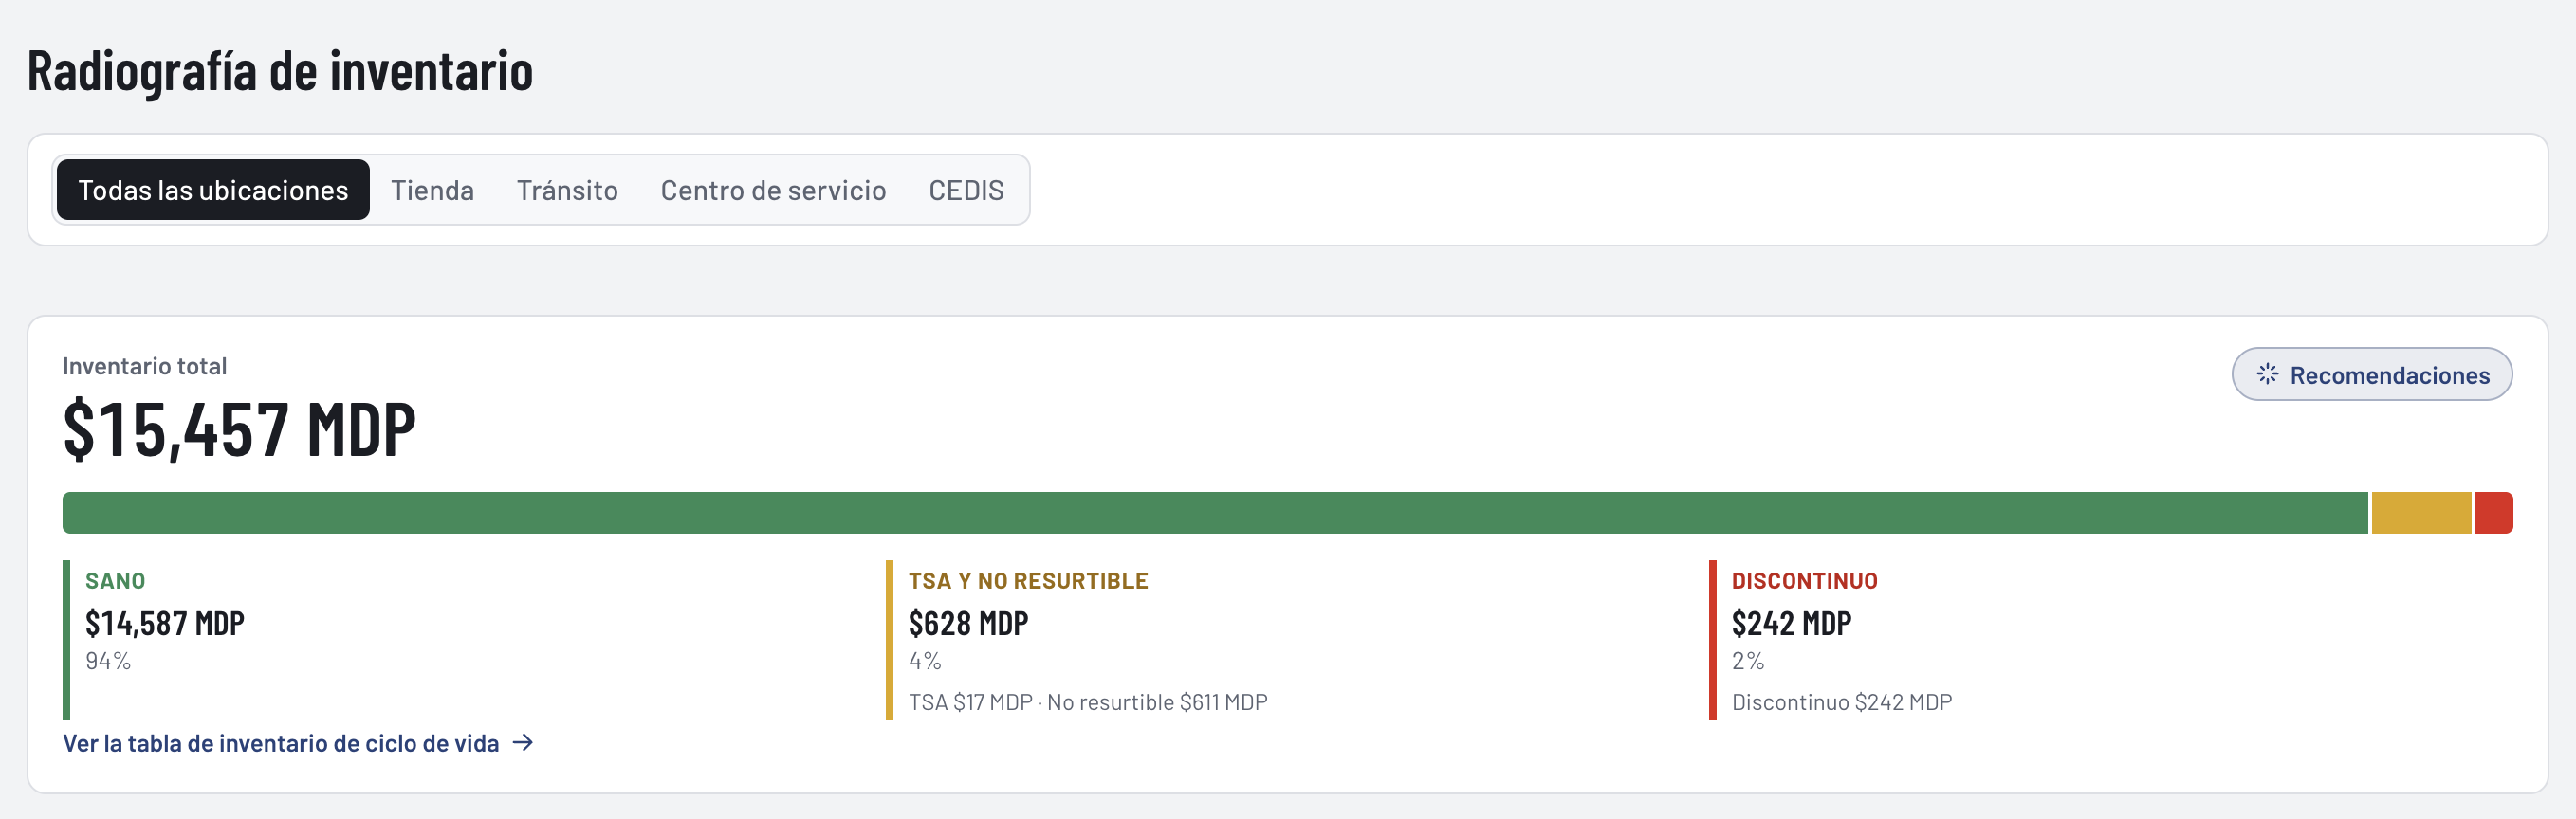 Radiografía de inventario
Todas las ubicaciones Tienda Tránsito Centro de servicio CEDIS
Inventario total
Recomendaciones
$15,457 MDP
SANO
$14,587 MDP
94%
TSA Y NO RESURTIBLE
$628 MDP
4%
TSA $17 MDP · No resurtible $611 MDP
DISCONTINUO
$242 MDP
2%
Discontinuo $242 MDP
Ver la tabla de inventario de ciclo de vida →